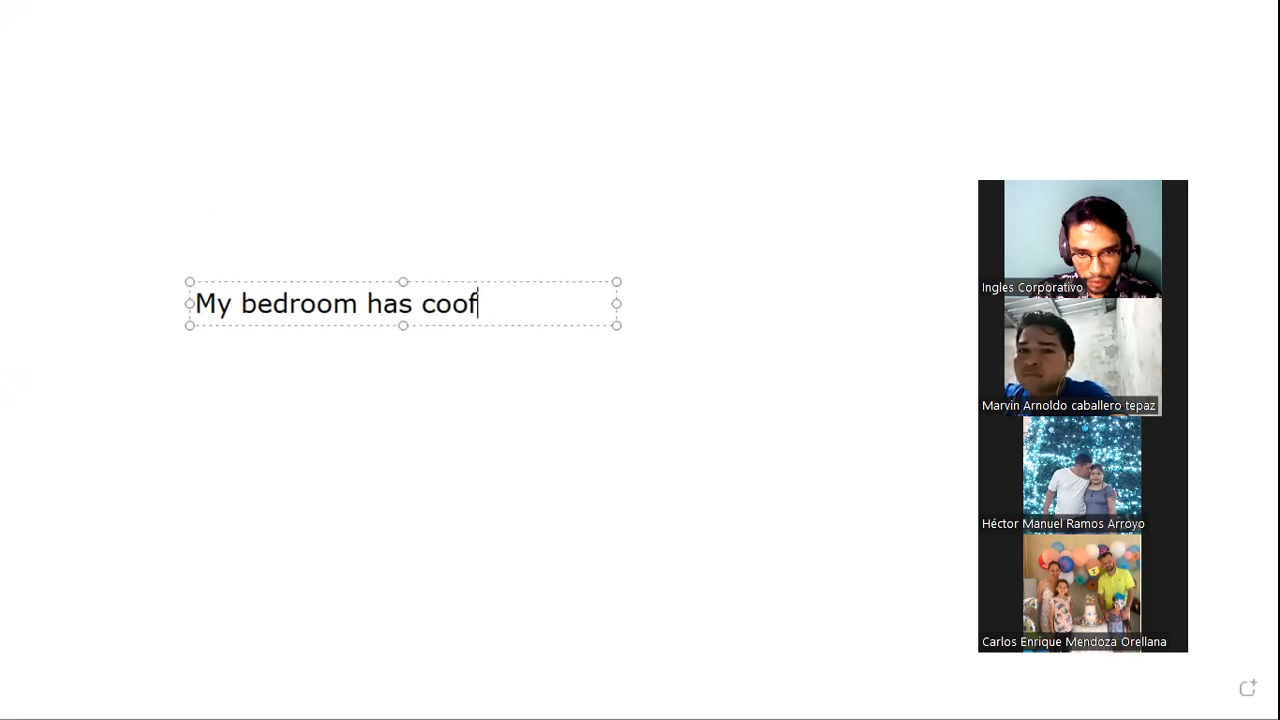 My bedroom has coof
Ingles Corporativo
Marvin Arnoldo caballero tepaz
Héctor Manuel Ramos Arroyo
Carlos Enrique Mendoza Orellana